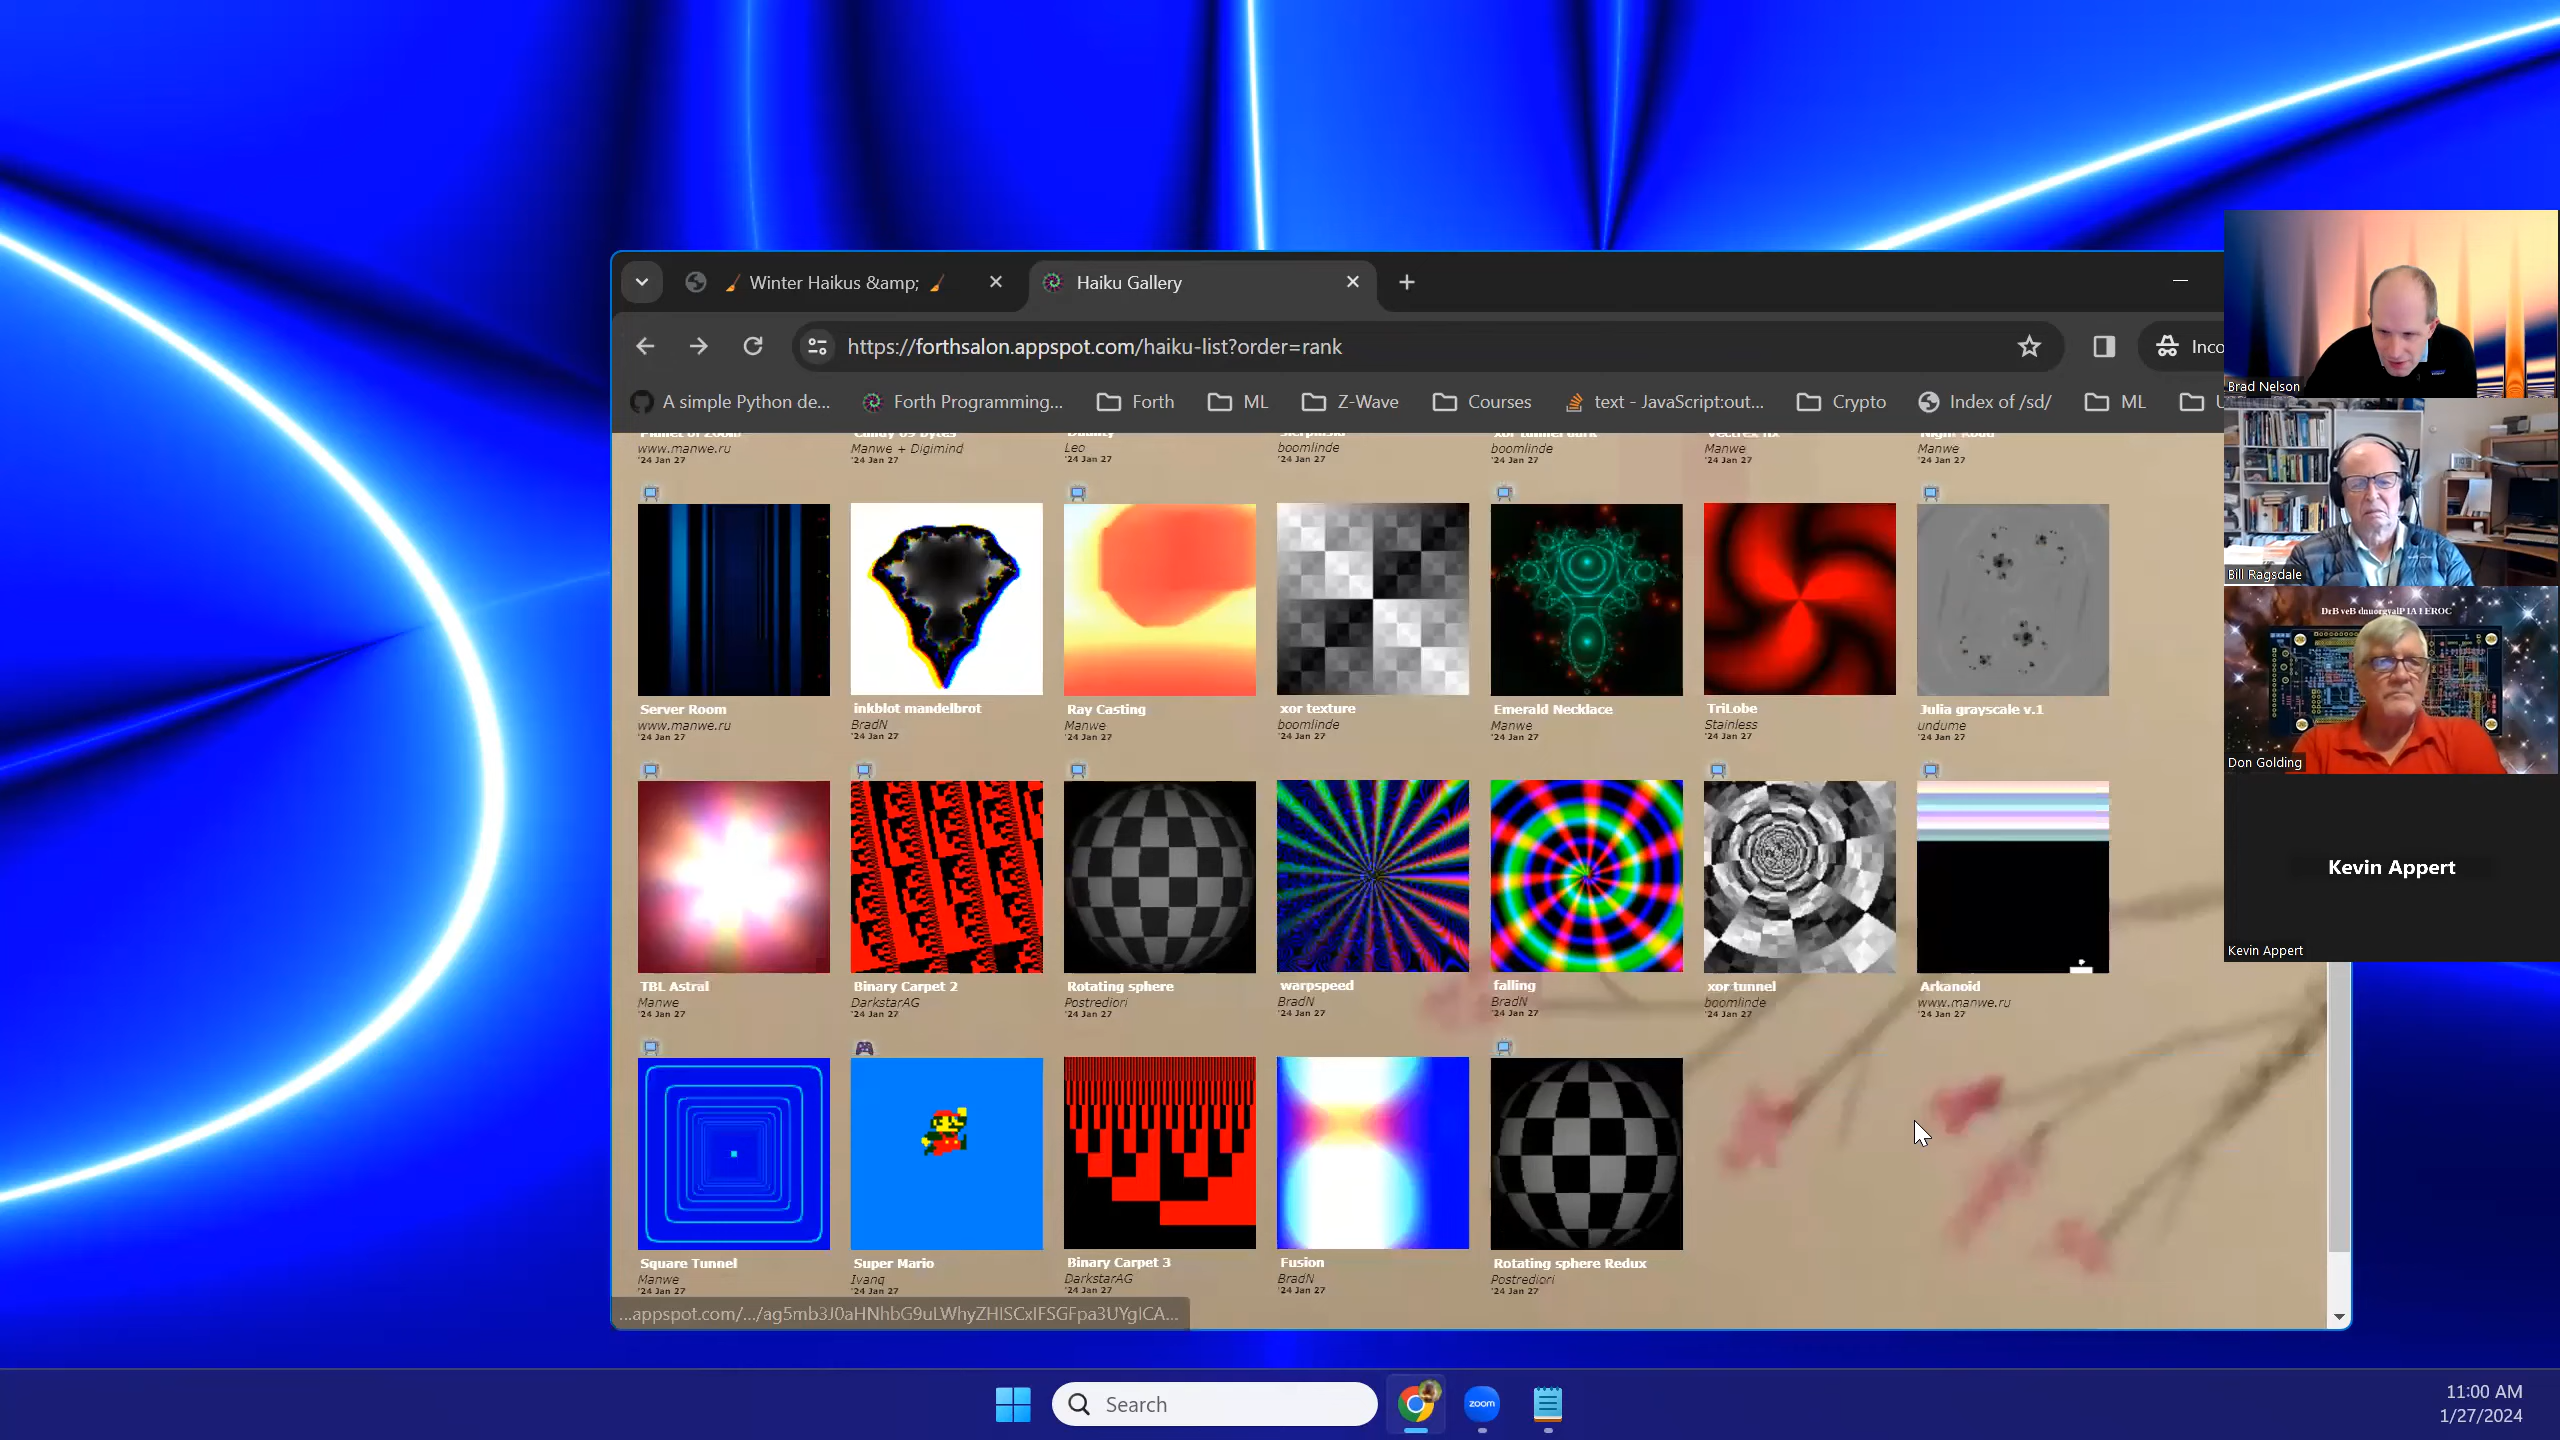 Winter Haikus &amp;
Haiku Gallery
https://forthsalon.appspot.com/haiku-list?order=rank
Inco
A simple Python de...
Forth Programming...
Forth
ML
Z-Wave
Courses
text - JavaScript:out...
Crypto
Index of /sd/
ML
www.manwe.ru
'24 Jan 27
Manwe + Digimind
'24 Jan 27
Leo
'24 Jan 27
boomlinde
'24 Jan 27
boomlinde
'24 Jan 27
Manwe
'24 Jan 27
Manwe
'24 Jan 27
Server Room
www.manwe.ru
'24 Jan 27
inkblot mandelbrot
BradN
'24 Jan 27
Ray Casting
Manwe
'24 Jan 27
xor texture
boomlinde
'24 Jan 27
Emerald Necklace
Manwe
'24 Jan 27
TriLobe
Stainless
'24 Jan 27
Julia grayscale v.1
undume
'24 Jan 27
TBL Astral
Manwe
'24 Jan 27
Binary Carpet 2
DarkstarAG
'24 Jan 27
Rotating sphere
Postrediori
'24 Jan 27
warpspeed
BradN
'24 Jan 27
falling
BradN
'24 Jan 27
xor tunnel
boomlinde
'24 Jan 27
Arkanoid
www.manwe.ru
'24 Jan 27
Square Tunnel
Manwe
'24 Jan 27
Super Mario
Ivanq
'24 Jan 27
Binary Carpet 3
DarkstarAG
'24 Jan 27
Fusion
BradN
'24 Jan 27
Rotating sphere Redux
Postrediori
'24 Jan 27
Brad Nelson
Bill Ragsdale
Don Golding
Kevin Appert
Kevin Appert
Search
zoom
11:00 AM
1/27/2024